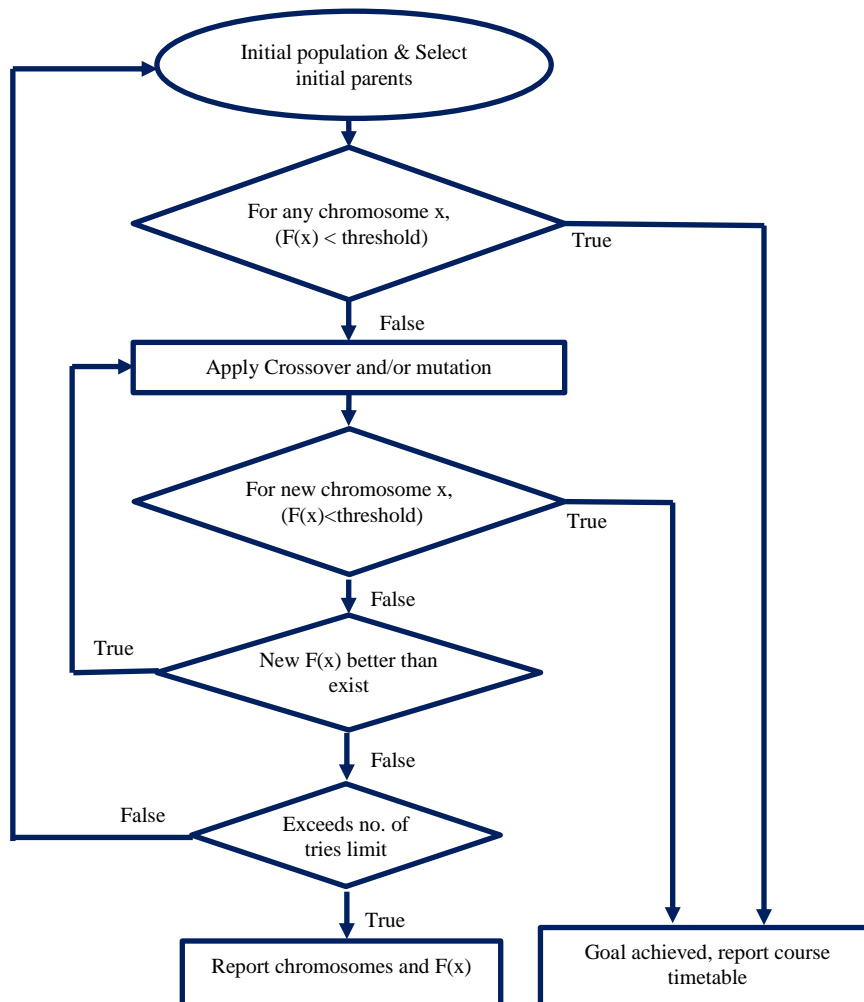 Initial population & Select
initial parents
For any chromosome x,
(F(x) < threshold)
True
False
Apply Crossover and/or mutation
For new chromosome x,
(F(x)<threshold)
True
False
True
New F(x) better than
exist
False
False
Exceeds no. of
tries limit
True
Report chromosomes and F(x)
Goal achieved, report course
timetable